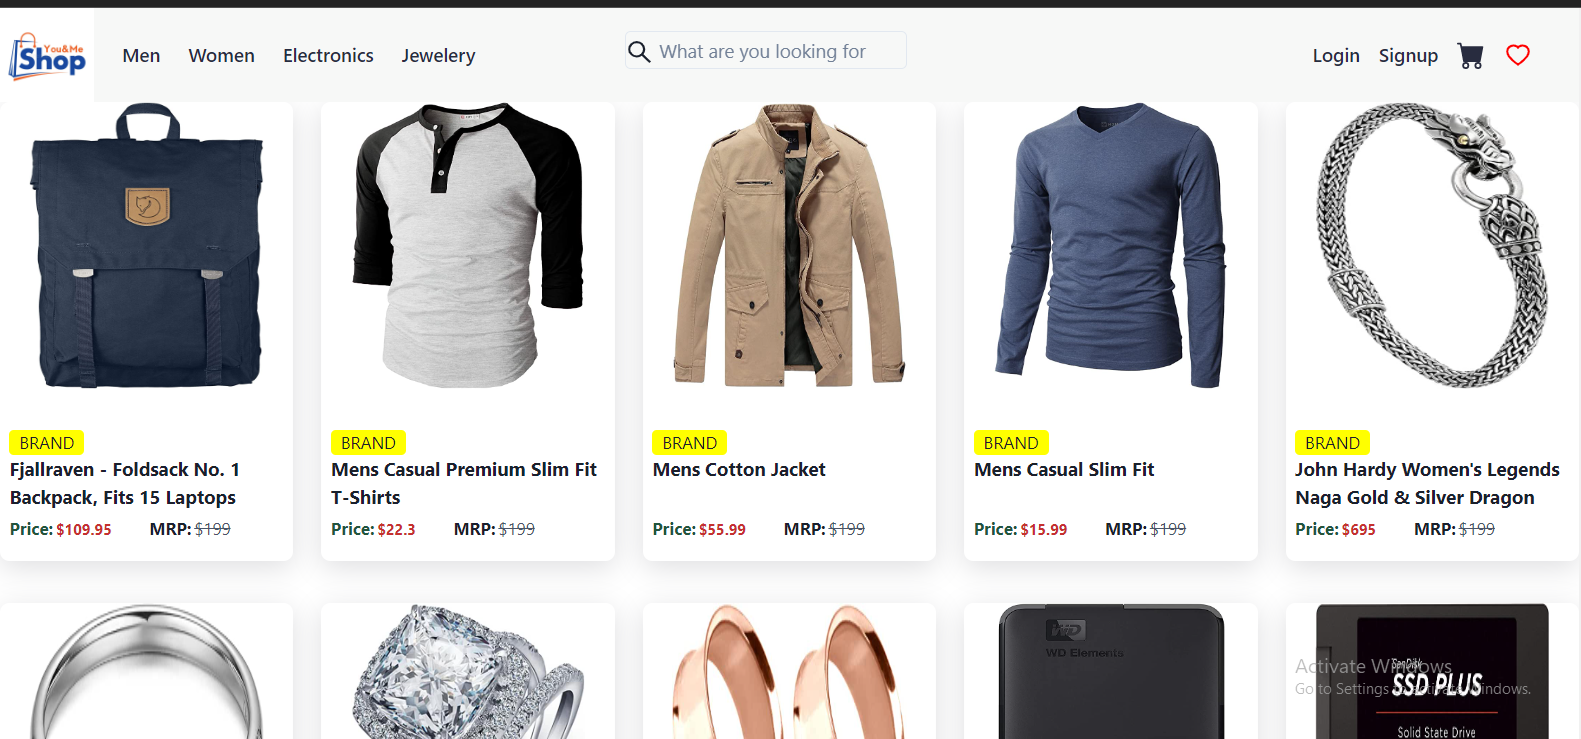 You&Me
Shop
Men Women Electronics Jewelery
What are you looking for
Login Signup
BRAND
Fjallraven - Foldsack No. 1
Backpack, Fits 15 Laptops
Price: $109.95 MRP: $199
BRAND
Mens Casual Premium Slim Fit
T-Shirts
Price: $22.3 MRP: $199
BRAND
Mens Cotton Jacket
Price: $55.99 MRP: $199
BRAND
Mens Casual Slim Fit
Price: $15.99 MRP: $199
BRAND
John Hardy Women's Legends
Naga Gold & Silver Dragon
Price: $695 MRP: $199
WD
WD Elements
SanDisk
SSD PLUS
Solid State Drive
Activate Windows
Go to Settings to activate Windows.